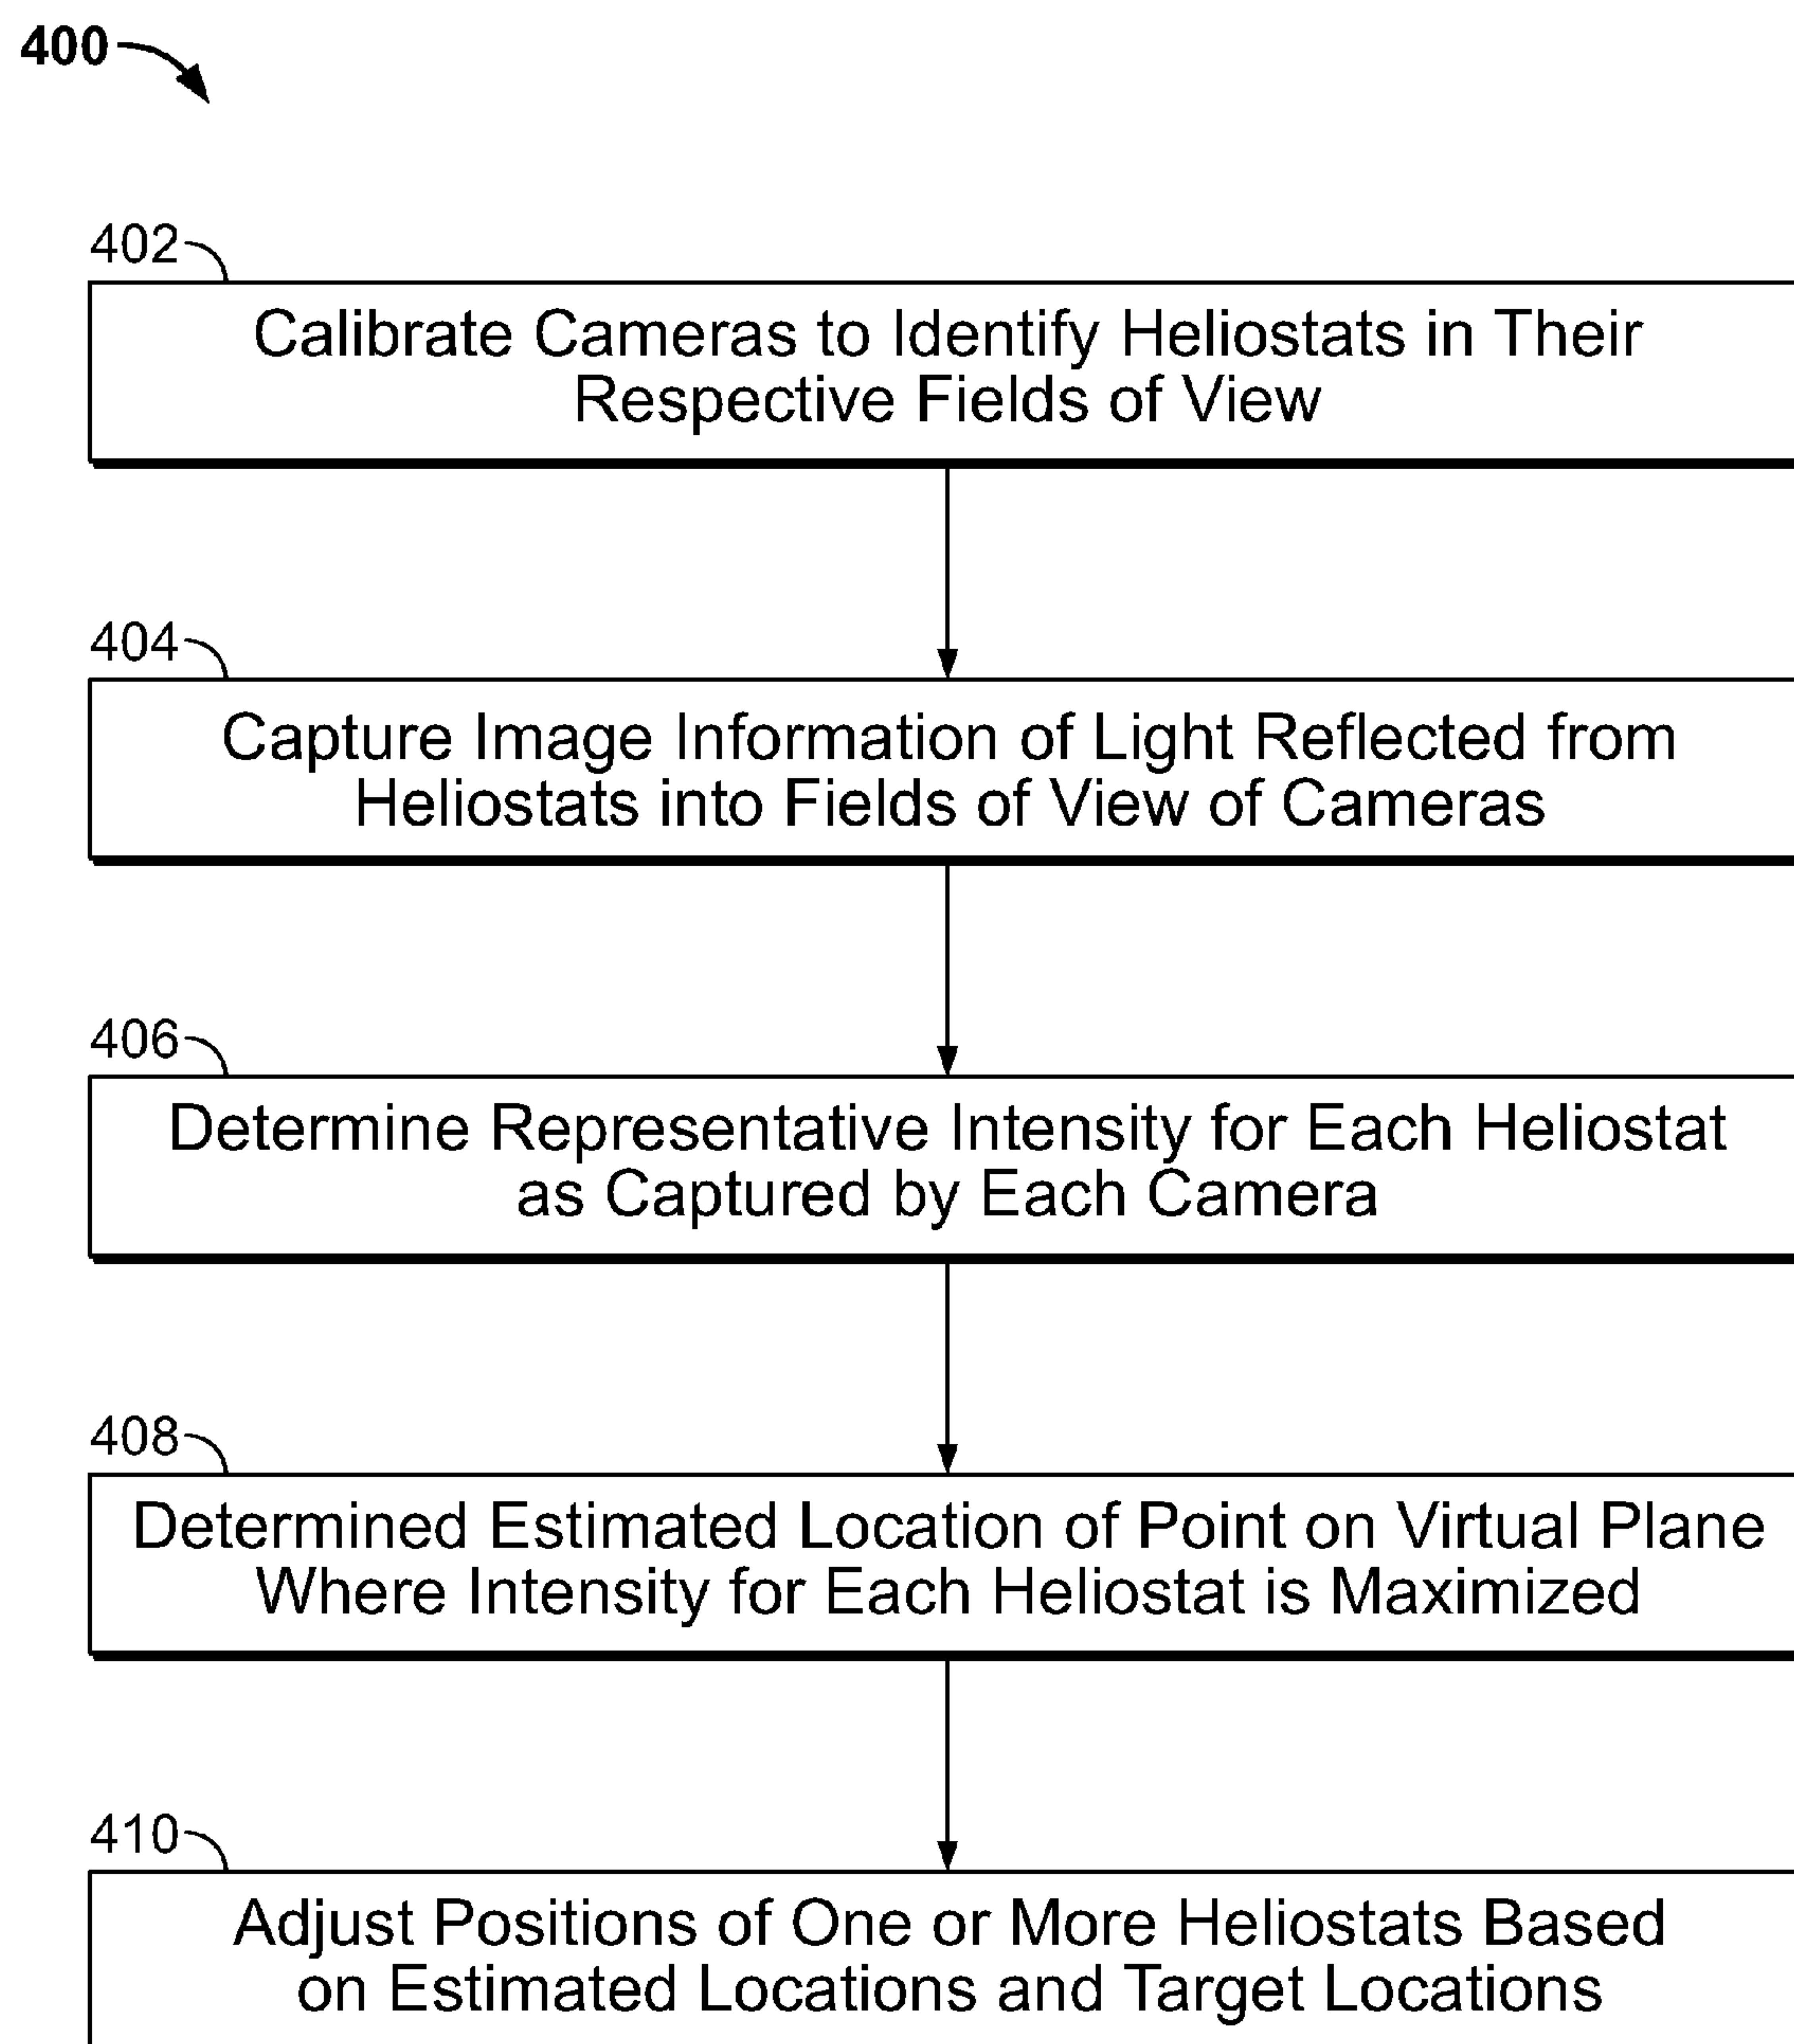 400
402
Calibrate Cameras to Identify Heliostats in Their
Respective Fields of View
404
Capture Image Information of Light Reflected from
Heliostats into Fields of View of Cameras
406
Determine Representative Intensity for Each Heliostat
as Captured by Each Camera
408
Determined Estimated Location of Point on Virtual Plane
Where Intensity for Each Heliostat is Maximized
410
Adjust Positions of One or More Heliostats Based
on Estimated Locations and Target Locations